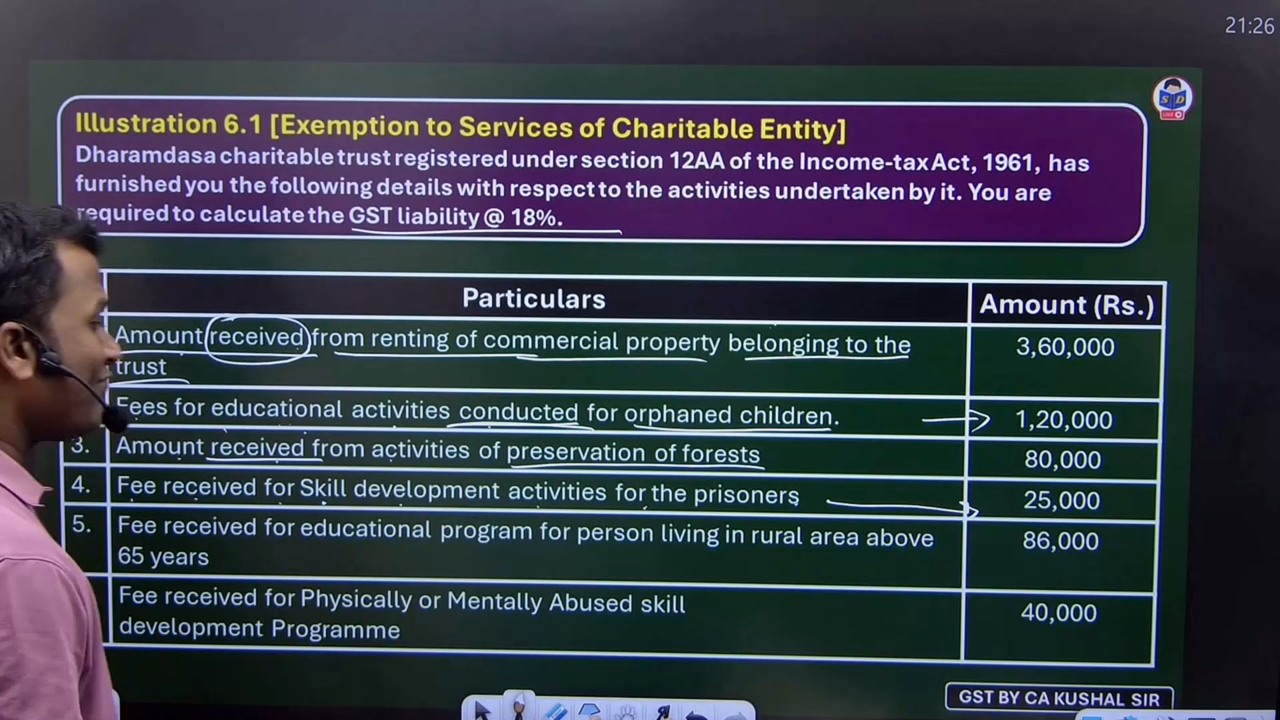 21:26
SD
LIVE
Illustration 6.1 [Exemption to Services of Charitable Entity]
Dharamdasa charitable trust registered under section 12AA of the Income-tax Act, 1961, has
furnished you the following details with respect to the activities undertaken by it. You are
required to calculate the GST liability @ 18%.
Particulars Amount (Rs.)
Amount received from renting of commercial property belonging to the 3,60,000
trust
Fees for educational activities conducted for orphaned children. 1,20,000
3. Amount received from activities of preservation of forests 80,000
4. Fee received for Skill development activities for the prisoners 25,000
5. Fee received for educational program for person living in rural area above 86,000
65 years
Fee received for Physically or Mentally Abused skill 40,000
development Programme
GST BY CA KUSHAL SIR